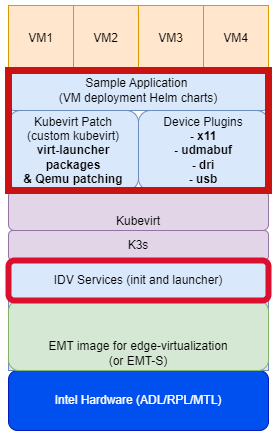 VM1 VM2 VM3 VM4
Sample Application
(VM deployment Helm charts)
Kubevirt Patch
(custom kubevirt)
virt-launcher
packages
& Qemu patching
Device Plugins
- x11
- udmabuf
- dri
- usb
Kubevirt
K3s
IDV Services (init and launcher)
EMT image for edge-virtualization
(or EMT-S)
Intel Hardware (ADL/RPL/MTL)